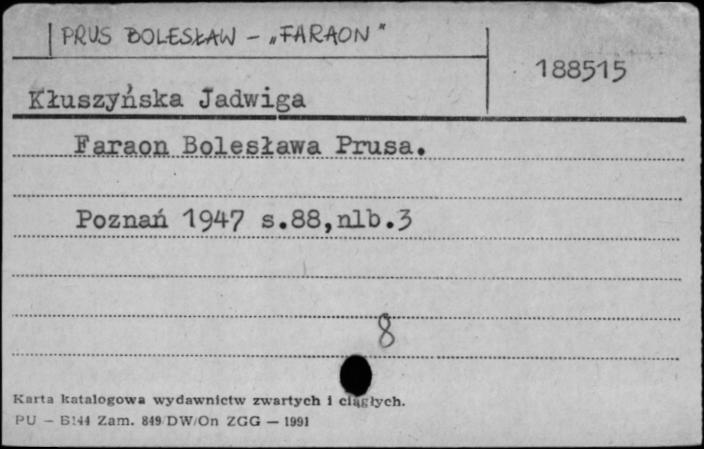 PRUS BOLESŁAW - „FARAON"
188515
Kłuszyńska Jadwiga
Faraon Bolesława Prusa.
Poznań 1947 s.88,nlb.3
8
Karta katalogowa wydawnictw zwartych i ciągłych.
PU - B144 Zam. 849/DW/On ZGG - 1991